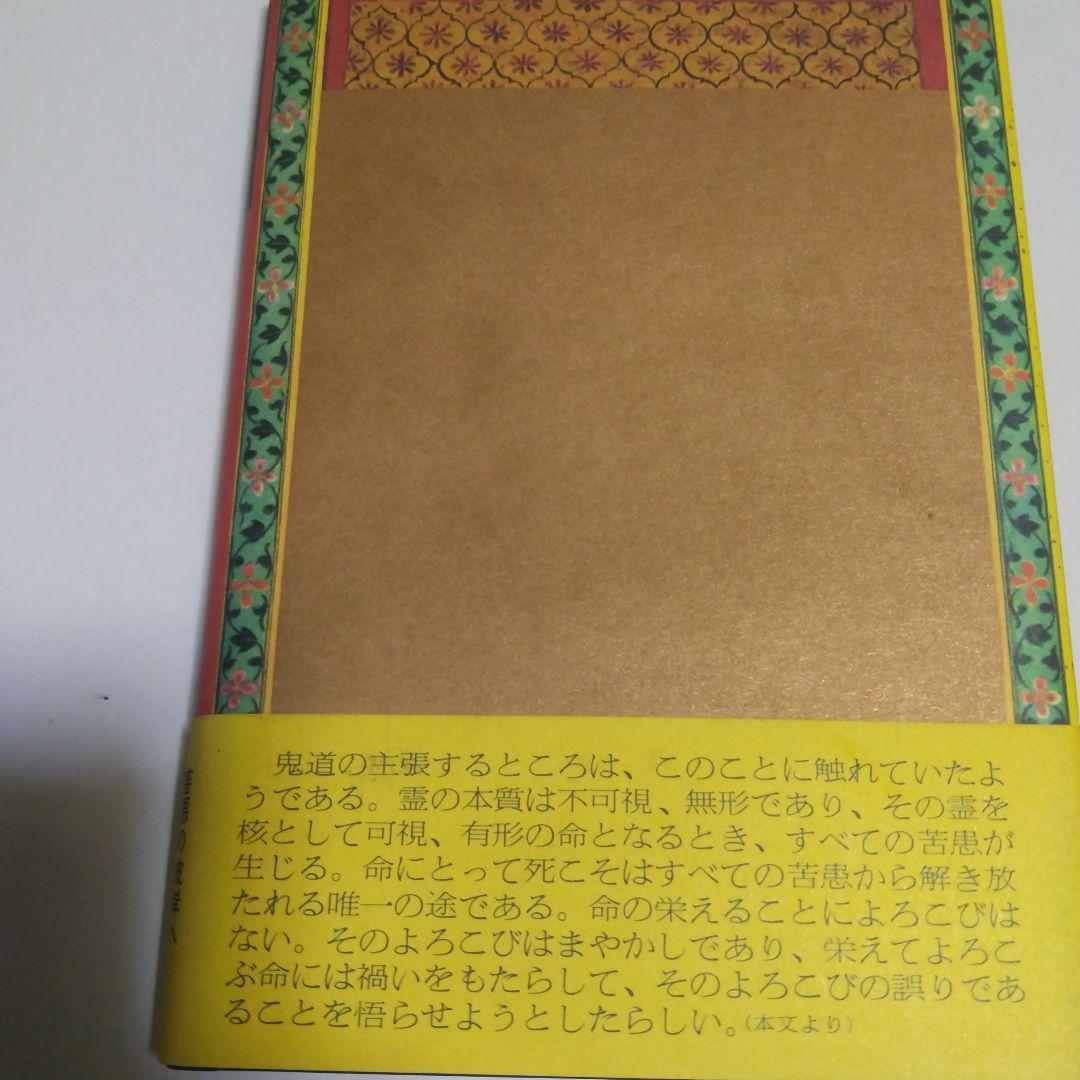 鬼道の主張するところは、このことに触れていたよ
うである。霊の本質は不可視、無形であり、その霊を
核として可視、有形の命となるとき、すべての苦患が
生じる。命にとって死こそはすべての苦患から解き放
たれる唯一の途である。命の栄えることによろこびは
ない。そのよろこびはまやかしであり、栄えてよろこ
ぶ命には禍いをもたらして、そのよろこびの誤りであ
ることを悟らせようとしたらしい。(本文より)